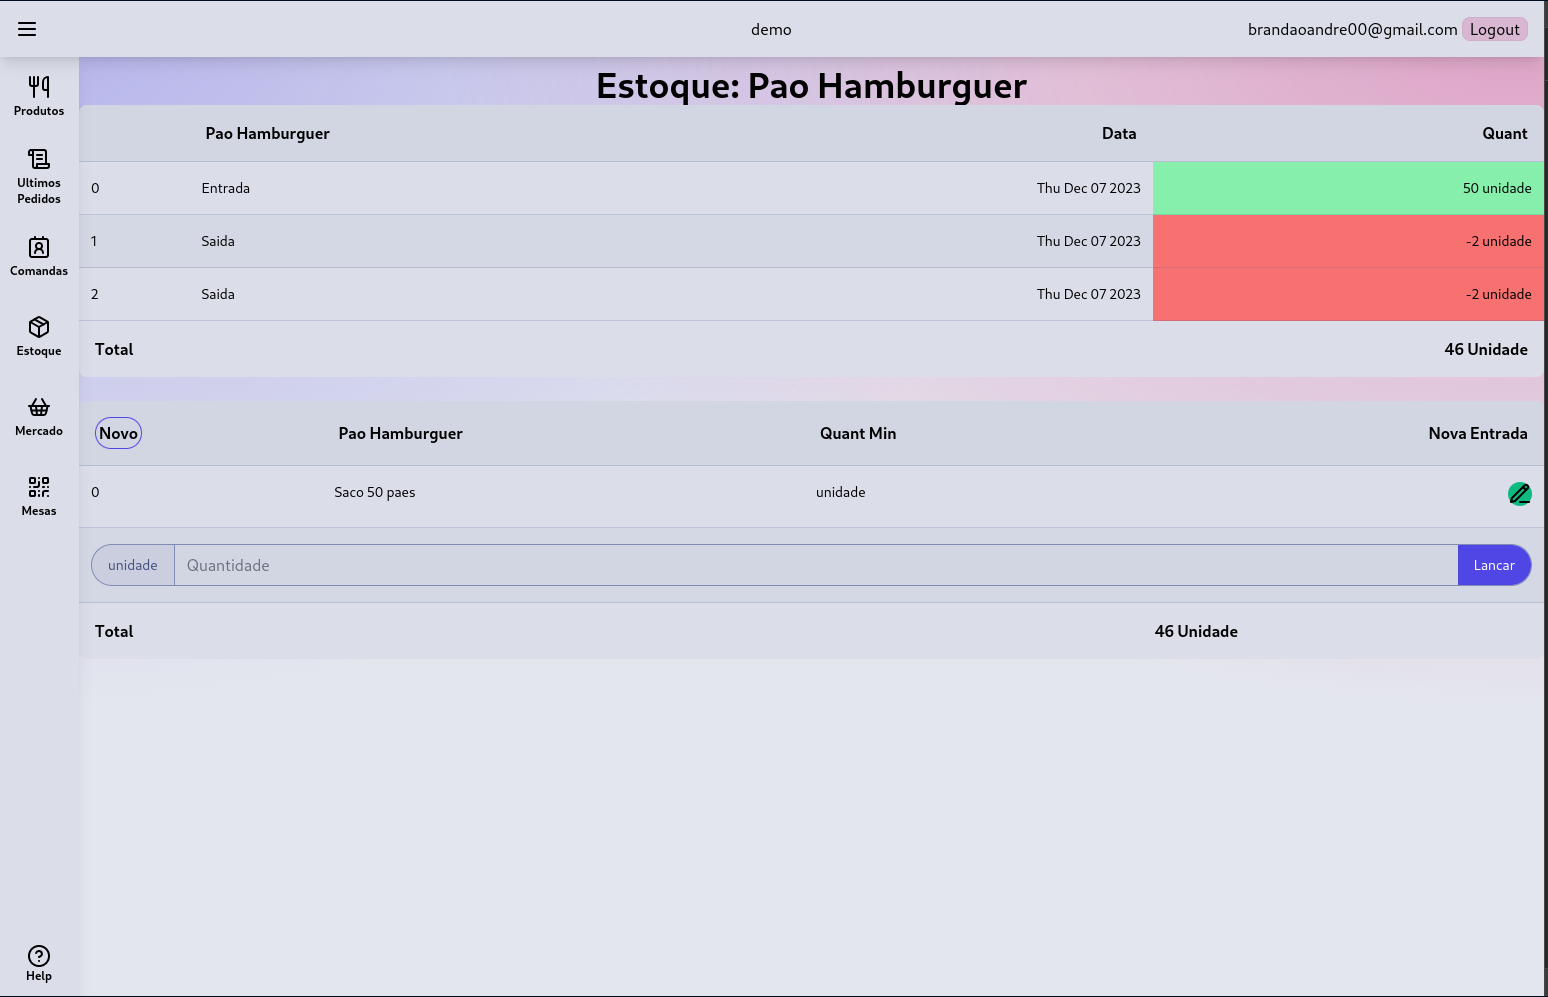 demo
brandaoandre00@gmail.com Logout
Produtos
Ultimos
Pedidos
Comandas
Estoque
Mercado
Mesas
Help
Estoque: Pao Hamburguer
Pao Hamburguer Data Quant
0 Entrada Thu Dec 07 2023 50 unidade
1 Saida Thu Dec 07 2023 -2 unidade
2 Saida Thu Dec 07 2023 -2 unidade
Total 46 Unidade
Novo Pao Hamburguer Quant Min Nova Entrada
0 Saco 50 paes unidade
unidade Quantidade Lancar
Total 46 Unidade